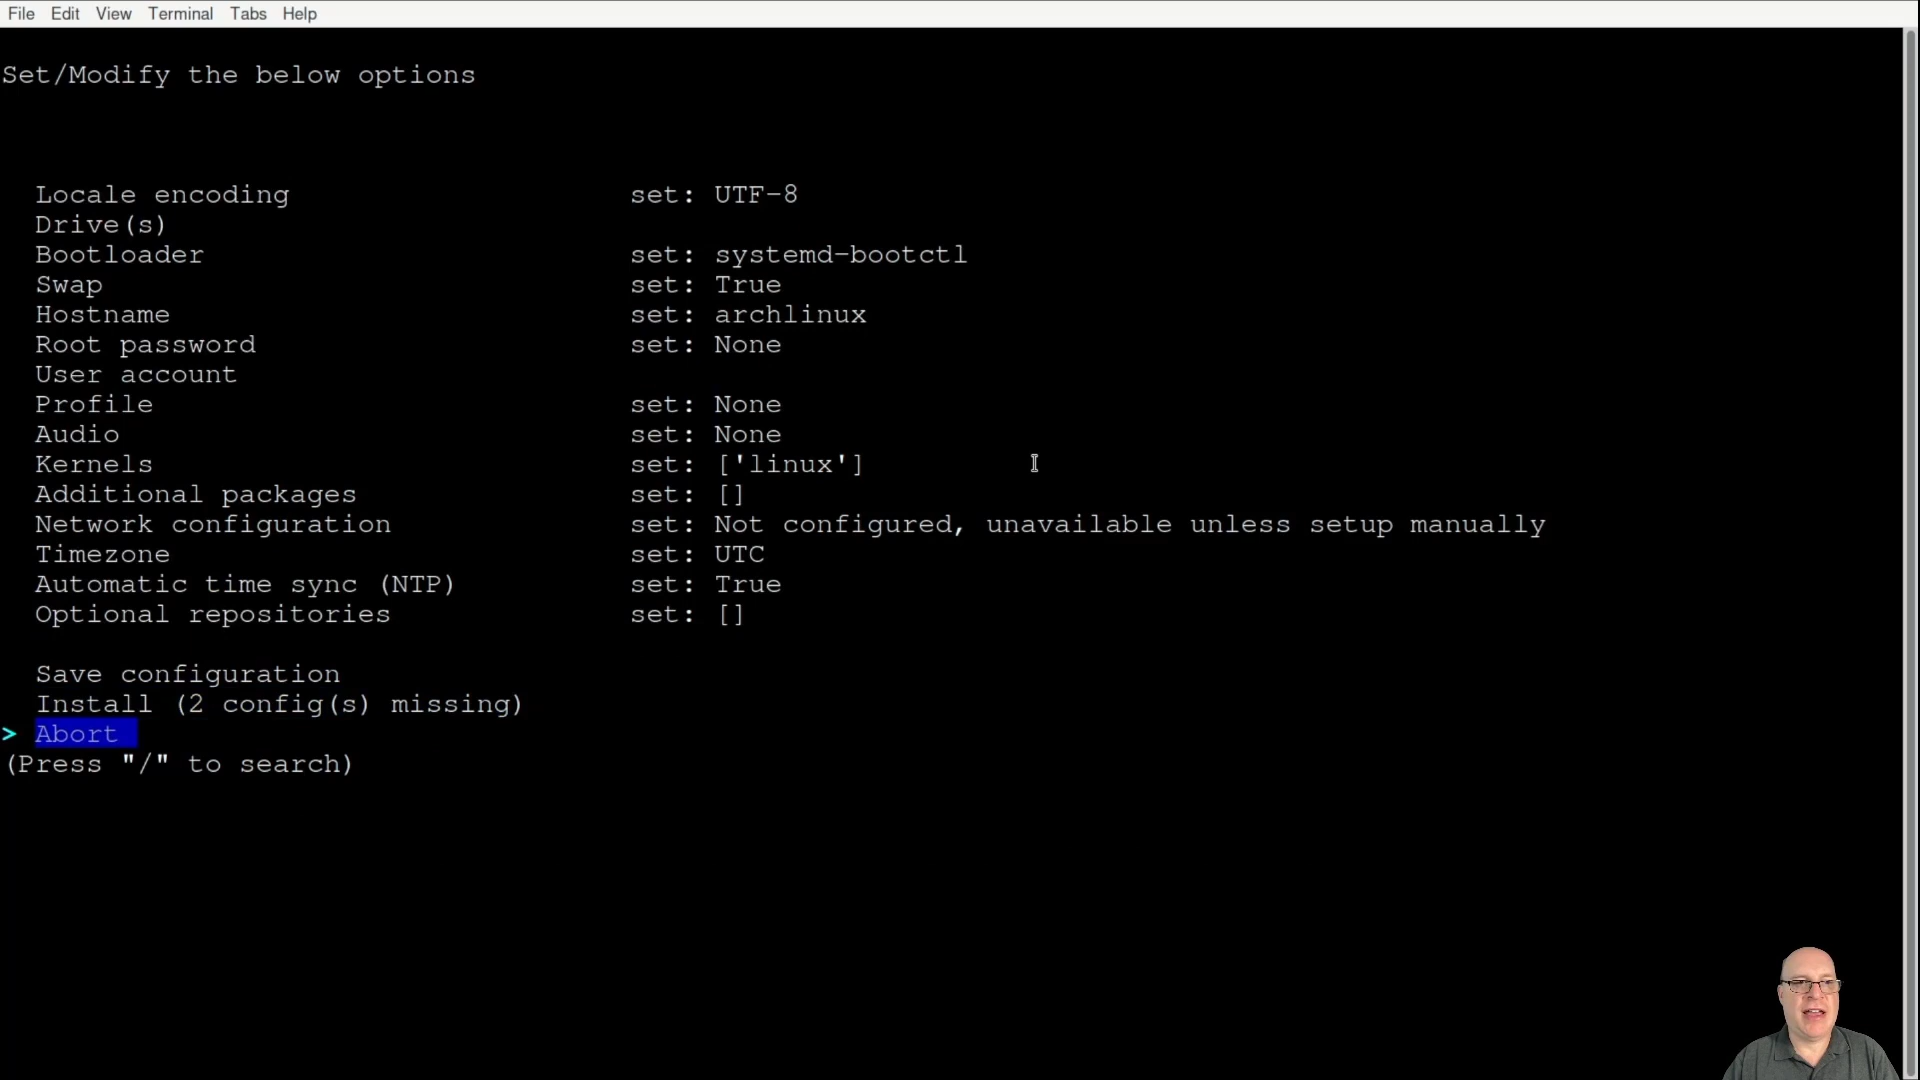 File Edit View Terminal Tabs Help
Set/Modify the below options
Locale encoding set: UTF-8
Drive(s)
Bootloader set: systemd-bootctl
Swap set: True
Hostname set: archlinux
Root password set: None
User account
Profile set: None
Audio set: None
Kernels set: ['linux']
Additional packages set: []
Network configuration set: Not configured, unavailable unless setup manually
Timezone set: UTC
Automatic time sync (NTP) set: True
Optional repositories set: []
Save configuration
Install (2 config(s) missing)
> Abort
(Press "/" to search)